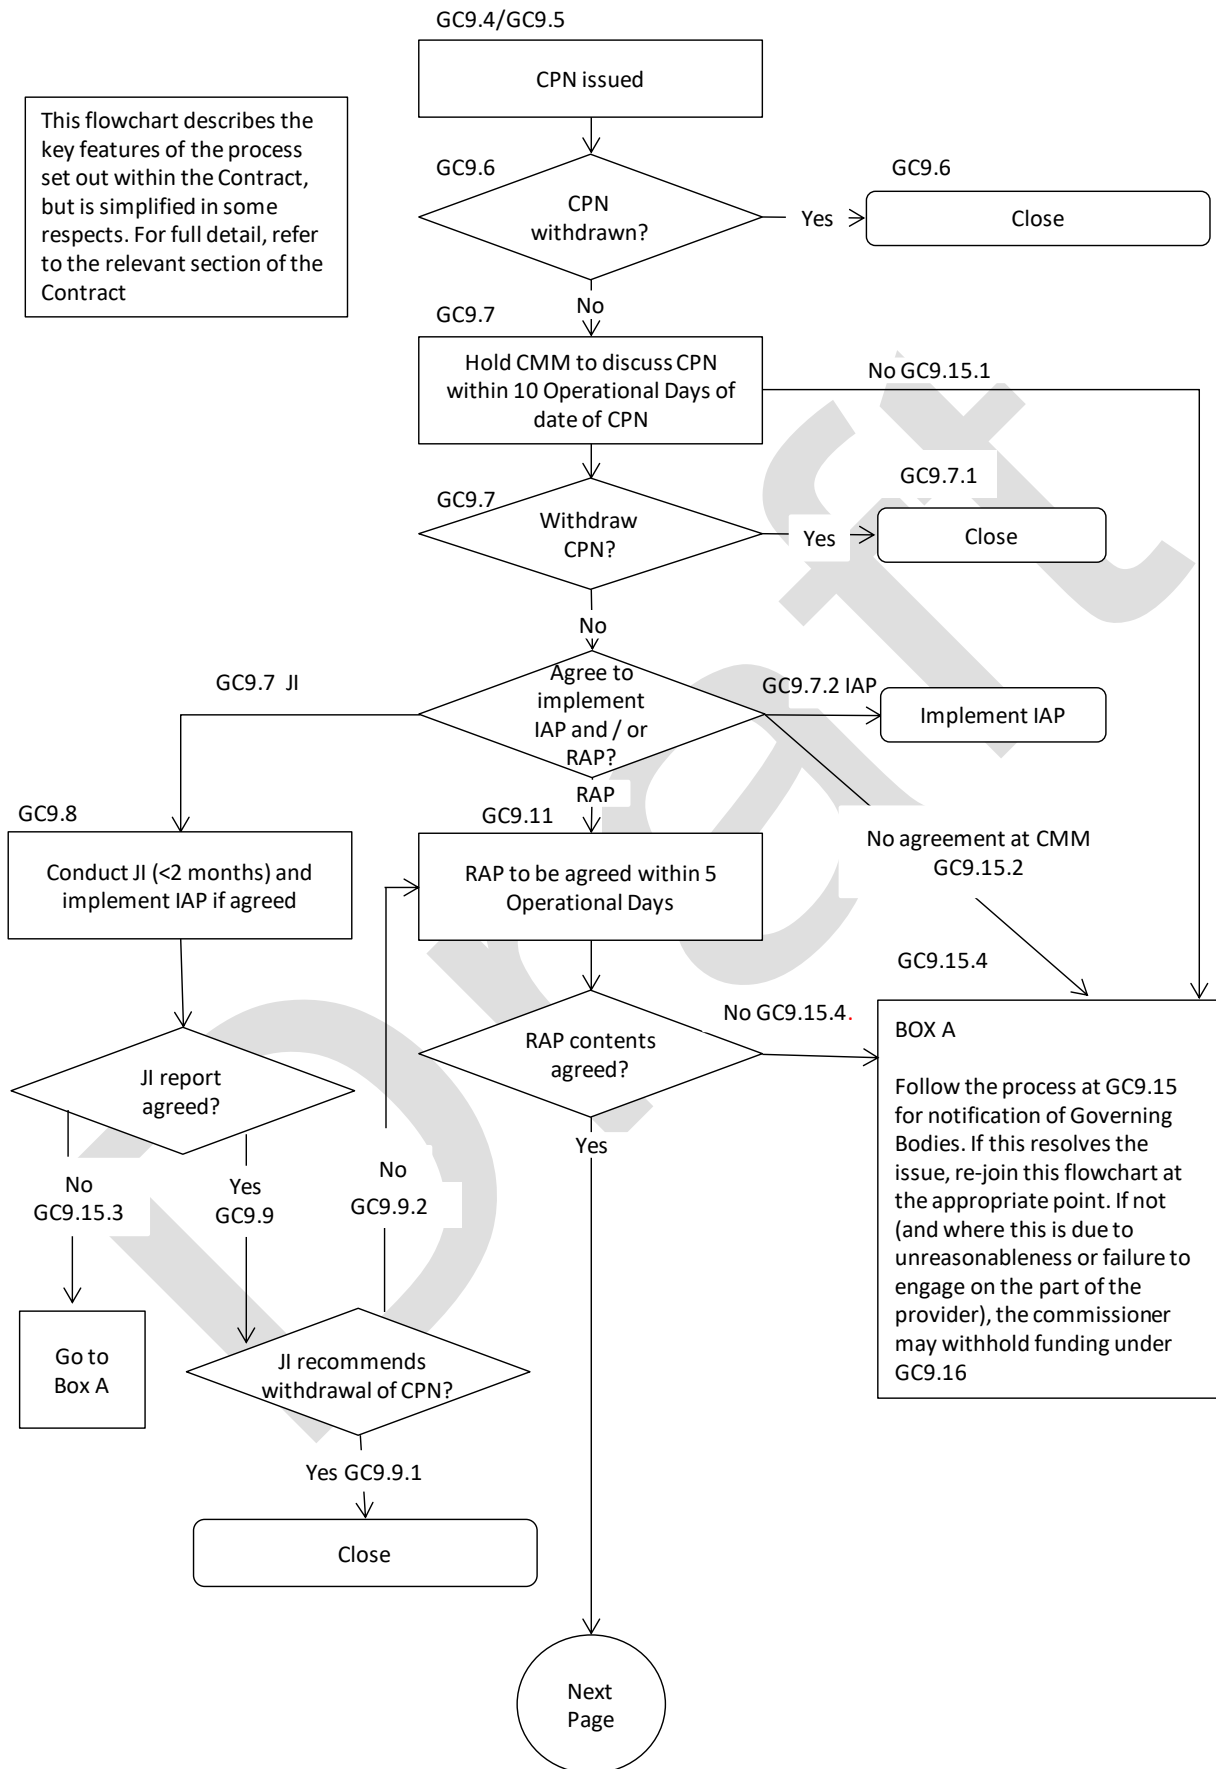 GC9.4/GC9.5
CPN issued
This flowchart describes the
key features of the process
set out within the Contract,
but is simplified in some
respects. For full detail, refer
to the relevant section of the
Contract
GC9.6
CPN
withdrawn?
Yes
GC9.6
Close
No
GC9.7
Hold CMM to discuss CPN
within 10 Operational Days of
date of CPN
No GC9.15.1
GC9.7
Withdraw
CPN?
Yes
GC9.7.1
Close
No
GC9.7 JI
Agree to
implement
IAP and / or
RAP?
GC9.7.2 IAP
Implement IAP
RAP
GC9.8
Conduct JI (<2 months) and
implement IAP if agreed
GC9.11
RAP to be agreed within 5
Operational Days
No agreement at CMM
GC9.15.2
GC9.15.4
JI report
agreed?
RAP contents
agreed?
No GC9.15.4.
BOX A
Follow the process at GC9.15
for notification of Governing
Bodies. If this resolves the
issue, re-join this flowchart at
the appropriate point. If not
(and where this is due to
unreasonableness or failure to
engage on the part of the
provider), the commissioner
may withhold funding under
GC9.16
No
GC9.15.3
Yes
GC9.9
No
GC9.9.2
Yes
Go to
Box A
JI recommends
withdrawal of CPN?
Yes GC9.9.1
Close
Next
Page
Draft